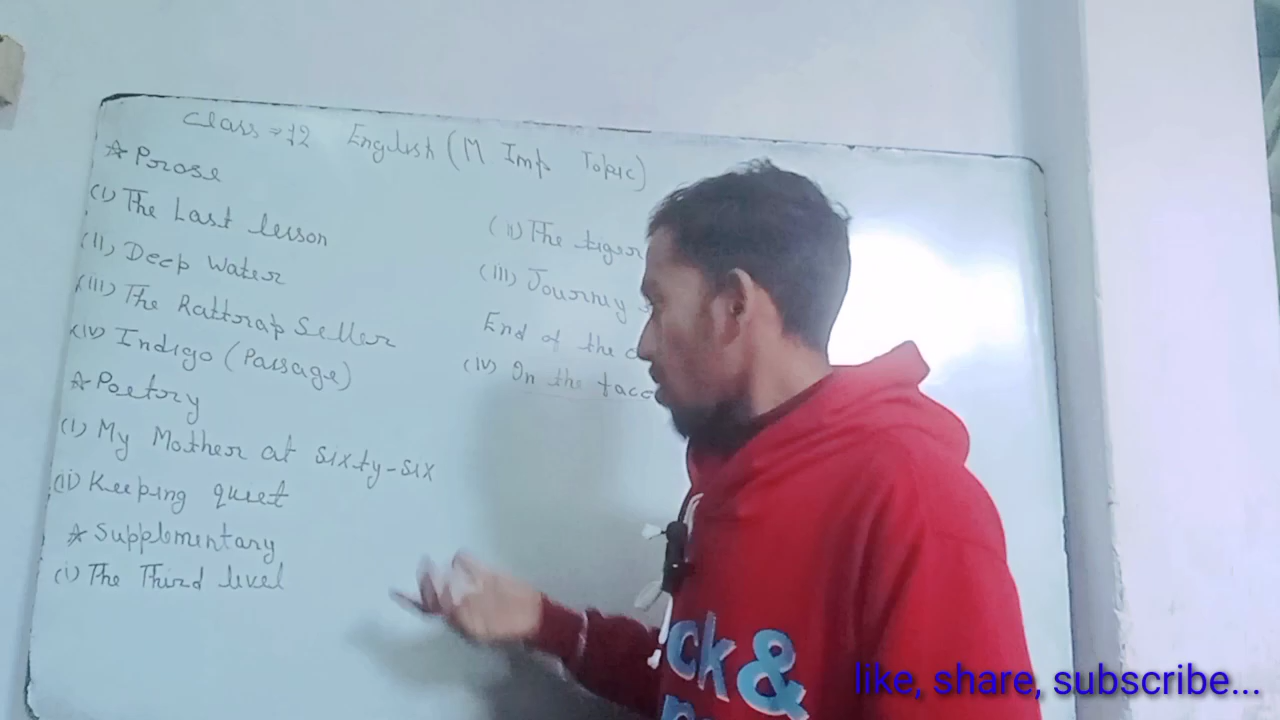 Class ⇒ 12 English (M Imp Topic)
☆ Prose
(I) The Last lesson
(II) Deep Water
(III) The Rattrap Seller
(IV) Indigo (Passage)
☆ Poetry
(I) My Mother at sixty-six
(ii) Keeping quiet
☆ Supplementary
(i) The Third level
(II) The tiger
(III) Journey
End of the
(IV) On the face
ck &
like, share, subscribe...